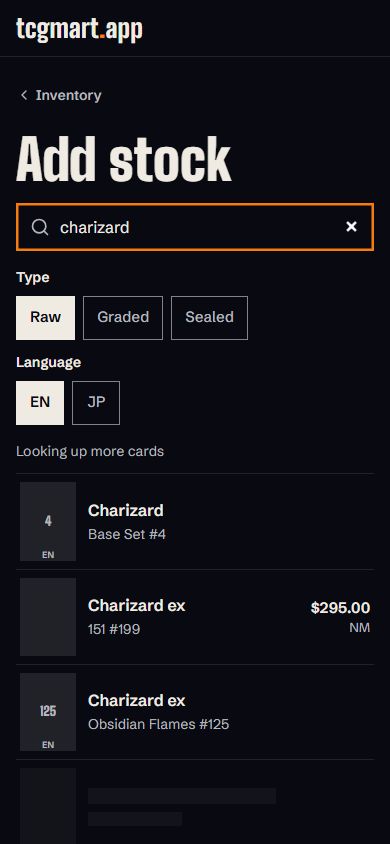 tcgmart.app
Inventory
Add stock
charizard
Type
Raw Graded Sealed
Language
EN JP
Looking up more cards
4
EN
Charizard
Base Set #4
Charizard ex
151 #199
$295.00
NM
125
EN
Charizard ex
Obsidian Flames #125